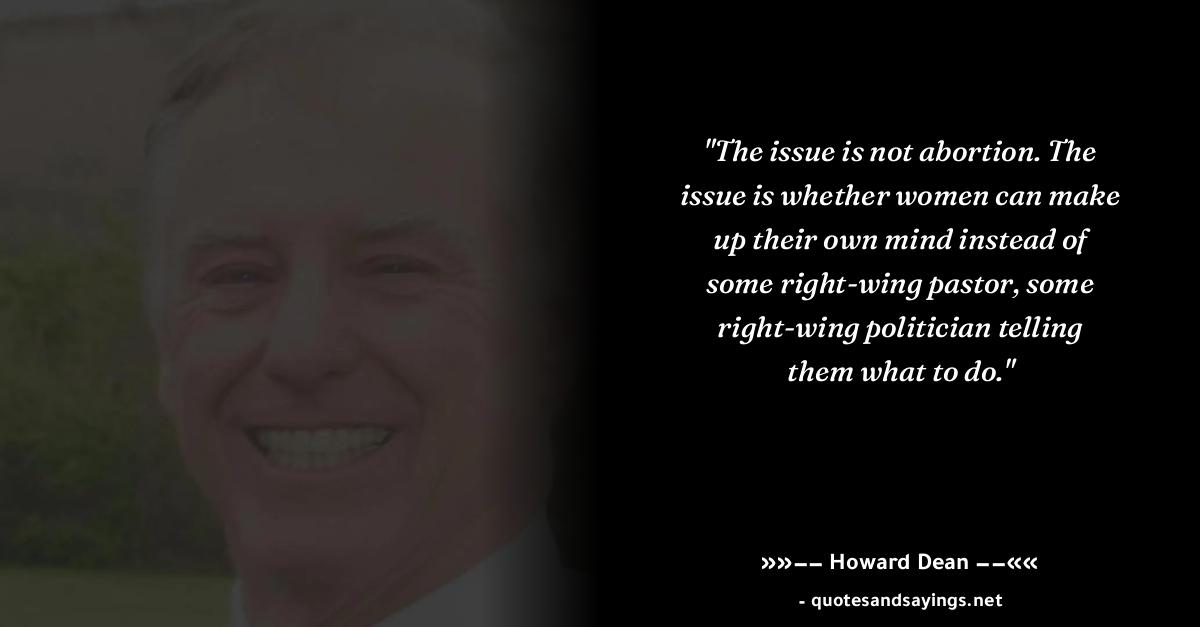 "The issue is not abortion. The
issue is whether women can make
up their own mind instead of
some right-wing pastor, some
right-wing politician telling
them what to do."
»»–– Howard Dean ––««
- quotesandsayings.net